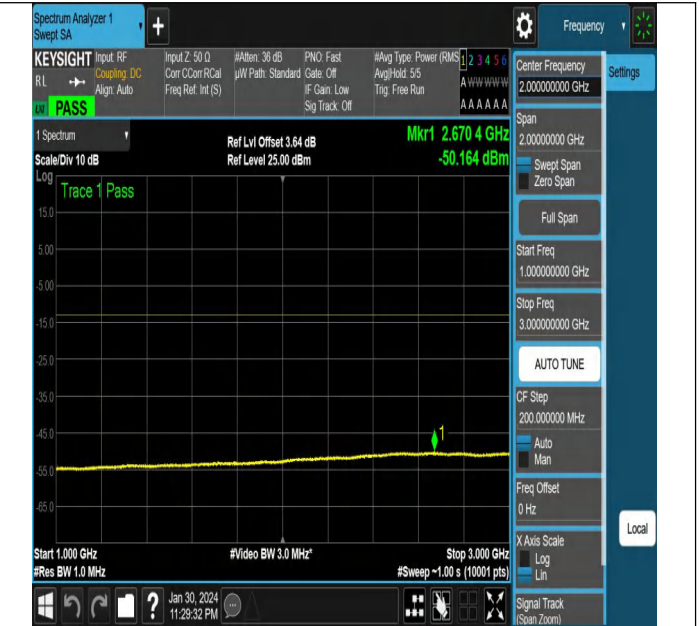 Spectrum Analyzer 1
Swept SA
Frequency
KEYSIGHT
RL
LXI PASS
Input: RF
Coupling: DC
Align: Auto
Input Z: 50 Ω
Corr CCorr RCal
Freq Ref: Int (S)
#Atten: 36 dB
µW Path: Standard
PNO: Fast
Gate: Off
IF Gain: Low
Sig Track: Off
#Avg Type: Power (RMS
Avg|Hold: 5/5
Trig: Free Run
1 2 3 4 5 6
A W W W W W
A A A A A A
1 Spectrum
Scale/Div 10 dB
Ref Lvl Offset 3.64 dB
Ref Level 25.00 dBm
Mkr1 2.670 4 GHz
-50.164 dBm
Log
Trace 1 Pass
15.0
5.00
-5.00
-15.0
-25.0
-35.0
-45.0
-55.0
-65.0
1
Start 1.000 GHz
#Res BW 1.0 MHz
#Video BW 3.0 MHz*
Stop 3.000 GHz
#Sweep ~1.00 s (10001 pts)
Jan 30, 2024
11:29:32 PM
Center Frequency
2.000000000 GHz
Span
2.00000000 GHz
Swept Span
Zero Span
Full Span
Start Freq
1.000000000 GHz
Stop Freq
3.000000000 GHz
AUTO TUNE
CF Step
200.000000 MHz
Auto
Man
Freq Offset
0 Hz
X Axis Scale
Log
Lin
Signal Track
(Span Zoom)
Settings
Local